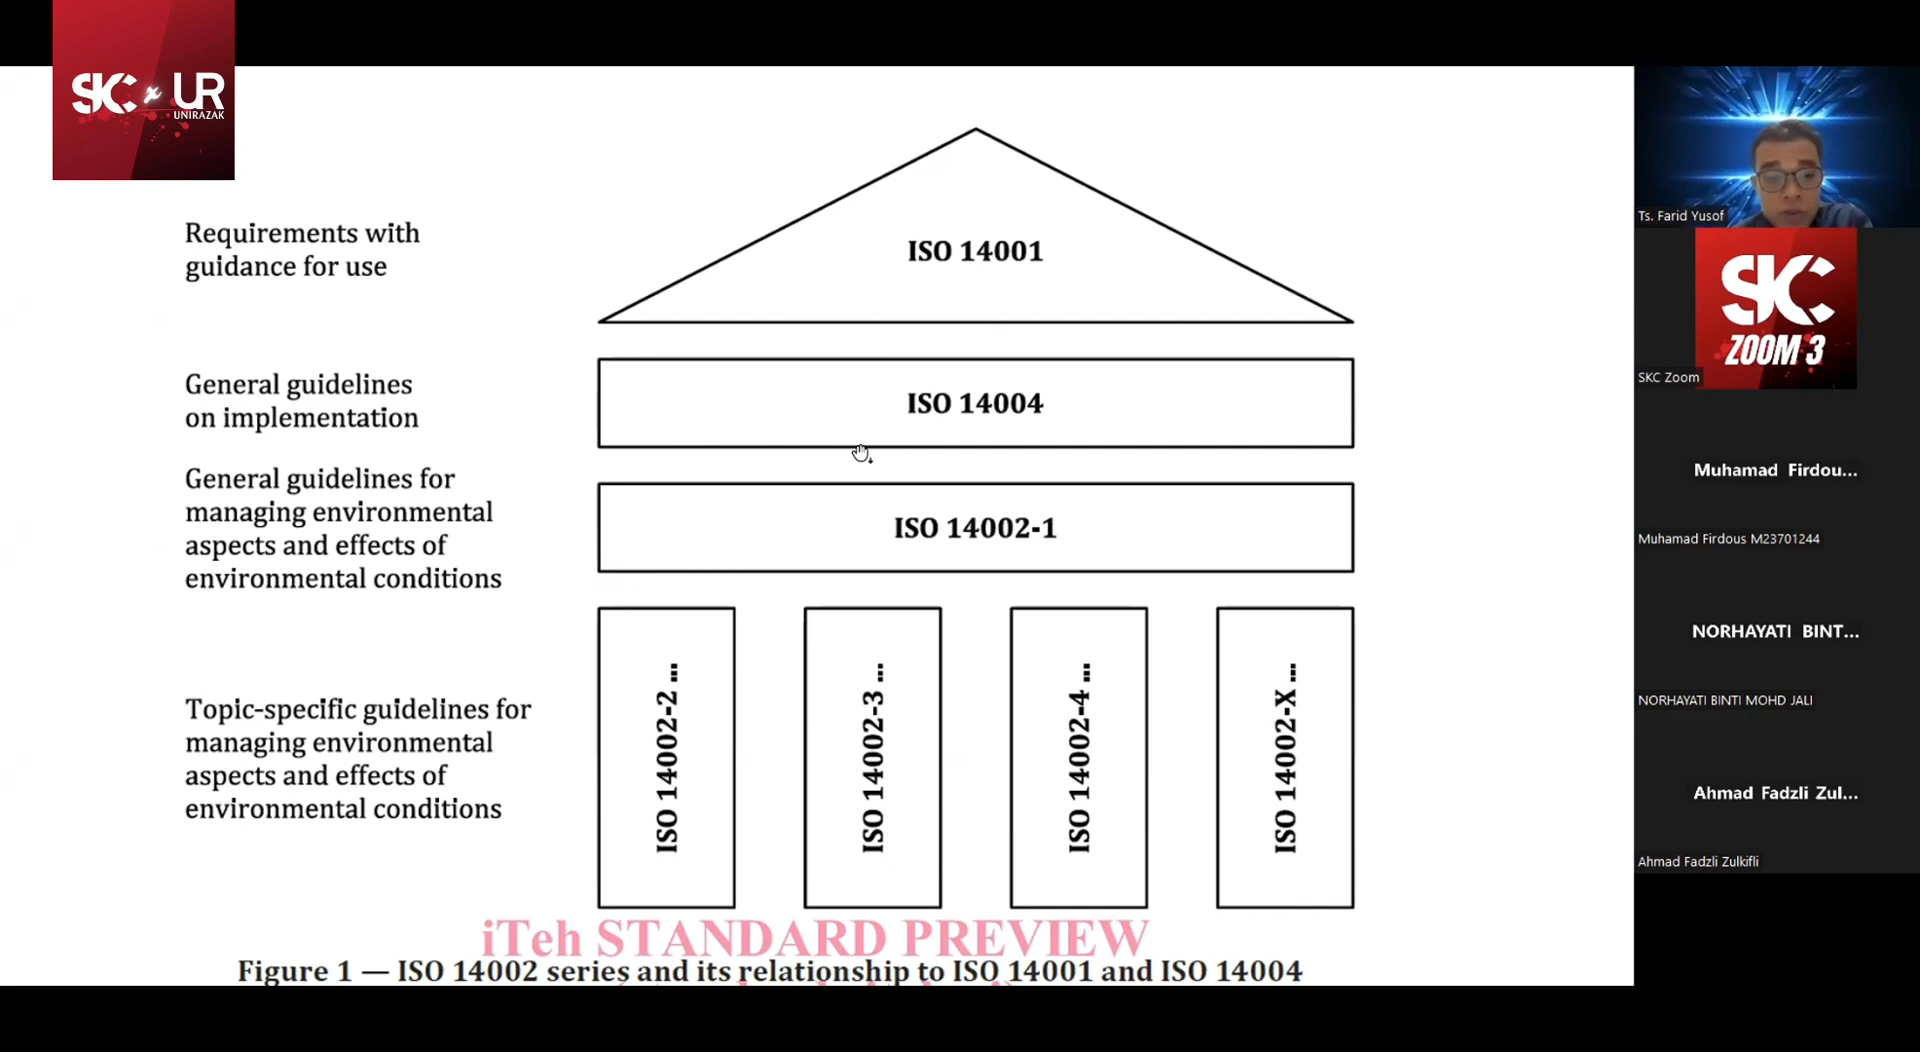 SKC x UR
UNIRAZAK
Requirements with
guidance for use
ISO 14001
General guidelines
on implementation
ISO 14004
General guidelines for
managing environmental
aspects and effects of
environmental conditions
ISO 14002-1
Topic-specific guidelines for
managing environmental
aspects and effects of
environmental conditions
ISO 14002-2 ...
ISO 14002-3 ...
ISO 14002-4 ...
ISO 14002-X ...
iTeh STANDARD PREVIEW
Figure 1 — ISO 14002 series and its relationship to ISO 14001 and ISO 14004
Ts. Farid Yusof
SKC
ZOOM 3
SKC Zoom
Muhamad Firdou...
Muhamad Firdous M23701244
NORHAYATI BINT...
NORHAYATI BINTI MOHD JALI
Ahmad Fadzli Zul...
Ahmad Fadzli Zulkifli